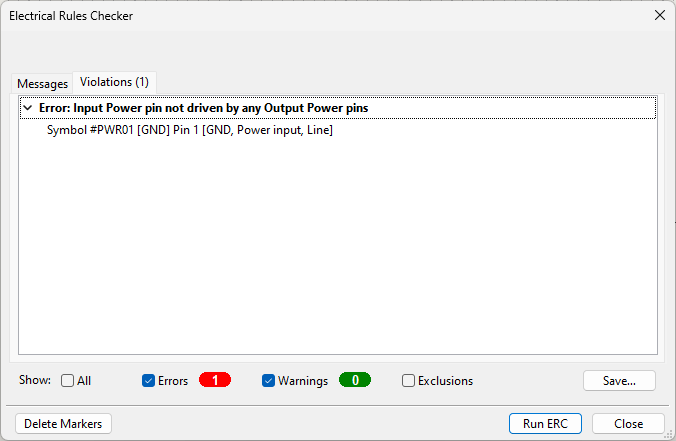 Electrical Rules Checker
Messages
Violations (1)
Error: Input Power pin not driven by any Output Power pins
Symbol #PWR01 [GND] Pin 1 [GND, Power input, Line]
Show:
All
Errors
1
Warnings
0
Exclusions
Save...
Delete Markers
Run ERC
Close